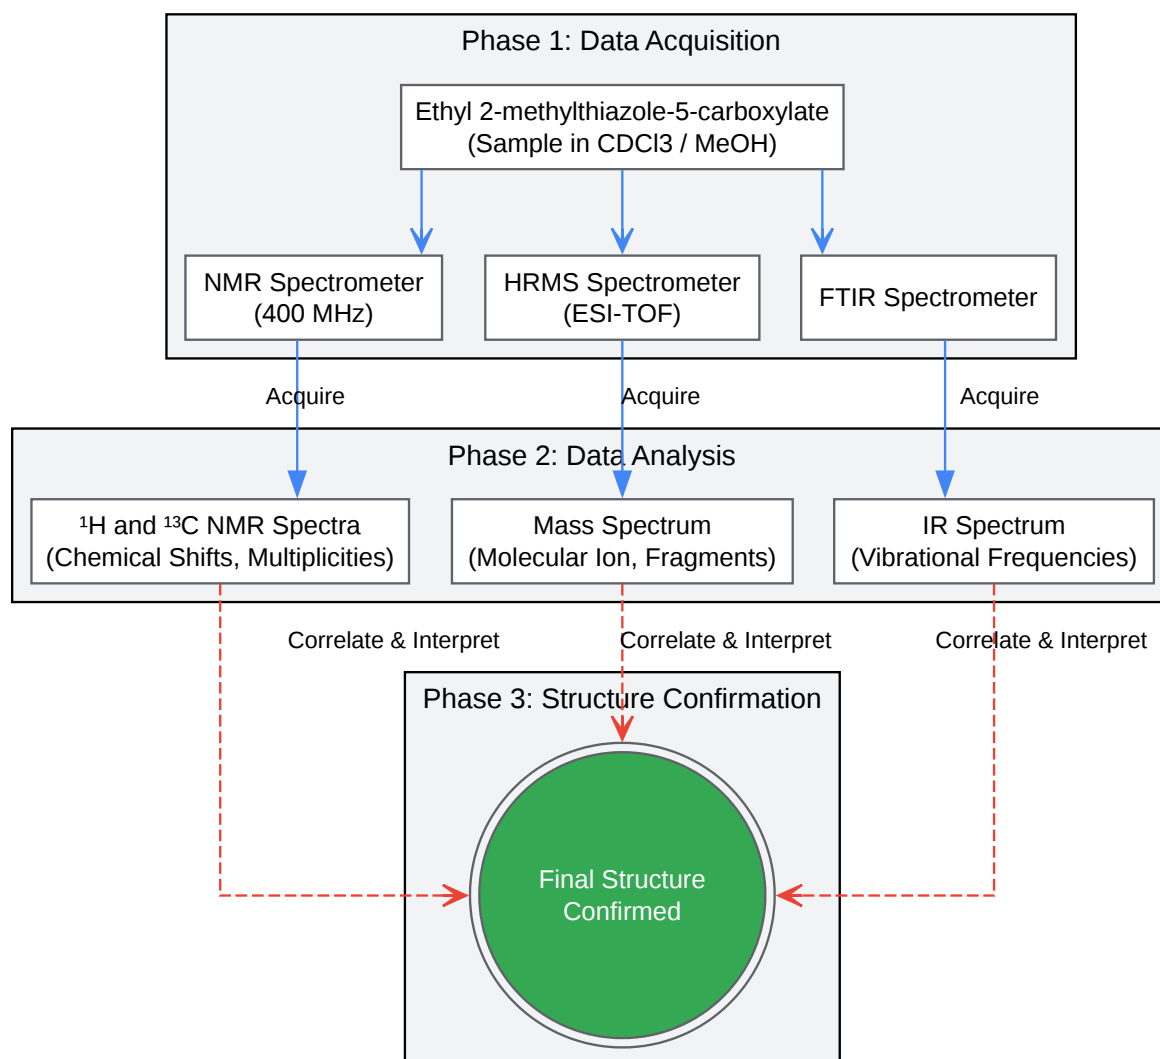 Phase 1: Data Acquisition
Ethyl 2-methylthiazole-5-carboxylate
(Sample in CDCl3 / MeOH)
NMR Spectrometer
(400 MHz)
HRMS Spectrometer
(ESI-TOF)
FTIR Spectrometer
Acquire
Acquire
Acquire
Phase 2: Data Analysis
¹H and ¹³C NMR Spectra
(Chemical Shifts, Multiplicities)
Mass Spectrum
(Molecular Ion, Fragments)
IR Spectrum
(Vibrational Frequencies)
Correlate & Interpret
Correlate & Interpret
Correlate & Interpret
Phase 3: Structure Confirmation
Final Structure
Confirmed